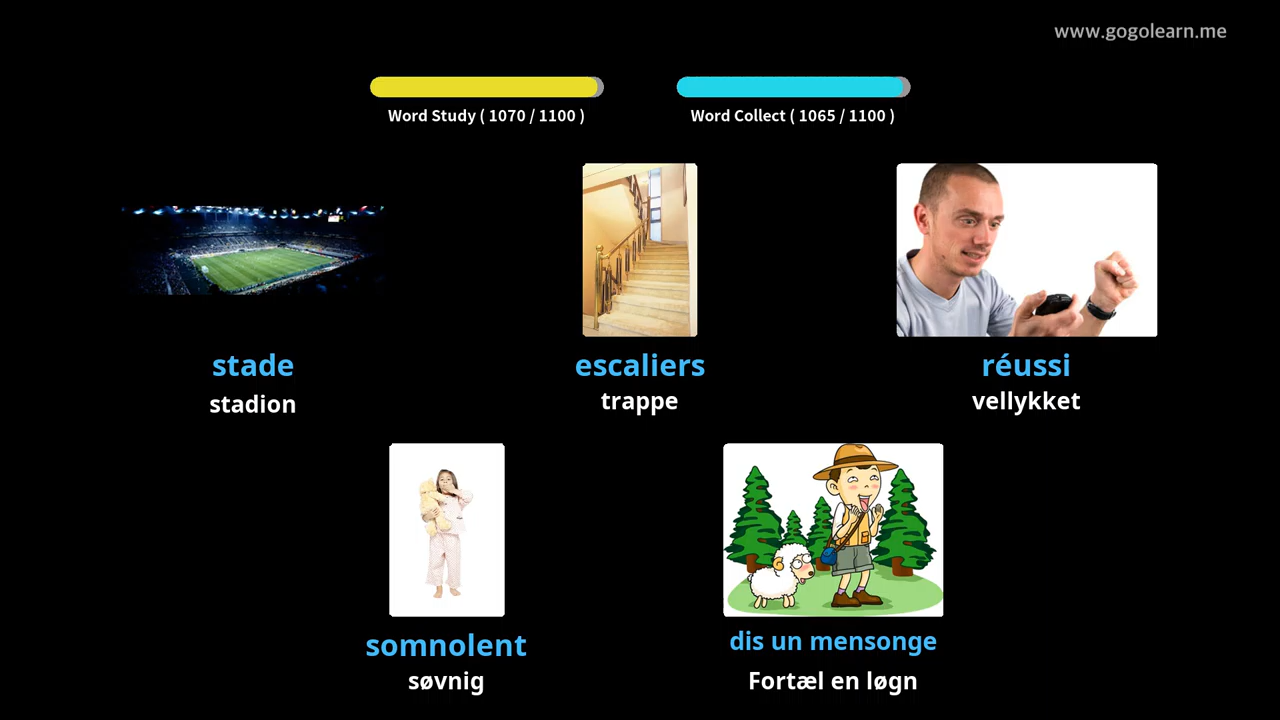 www.gogolearn.me
Word Study ( 1070 / 1100 )
Word Collect ( 1065 / 1100 )
stade
stadion
escaliers
trappe
réussi
vellykket
somnolent
søvnig
dis un mensonge
Fortæl en løgn